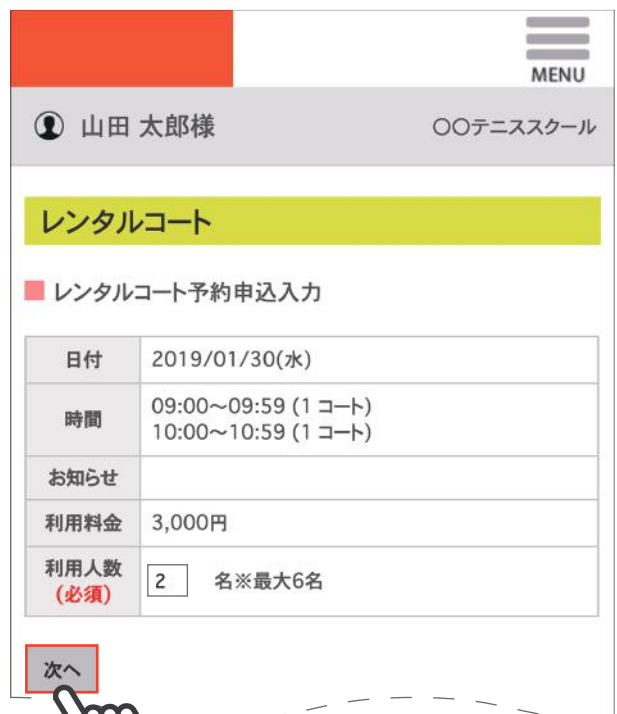 MENU
山田 太郎様
〇〇テニススクール
レンタルコート
レンタルコート予約申込入力
日付 2019/01/30(水)
時間 09:00〜09:59 (1 コート)
10:00〜10:59 (1 コート)
お知らせ
利用料金 3,000円
利用人数
(必須)
2 名※最大6名
次へ